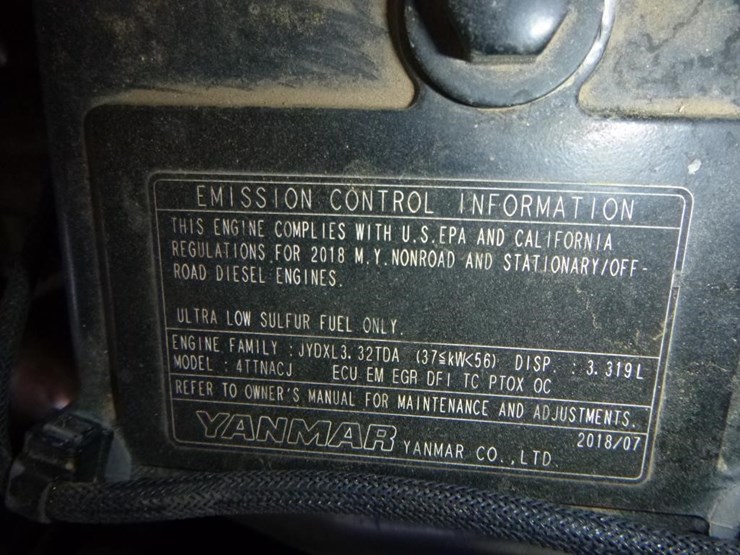 EMISSION CONTROL INFORMATION
THIS ENGINE COMPLIES WITH U.S.EPA AND CALIFORNIA
REGULATIONS FOR 2018 M.Y.NONROAD AND STATIONARY/OFF-
ROAD DIESEL ENGINES.
ULTRA LOW SULFUR FUEL ONLY.
ENGINE FAMILY :JYDXL3.32TDA (37≦kW<56) DISP. :3.319L
MODEL :4TTNACJ ECU EM EGR DFI TC PTOX OC
REFER TO OWNER'S MANUAL FOR MAINTENANCE AND ADJUSTMENTS.
2018/07
YANMAR YANMAR CO.,LTD.